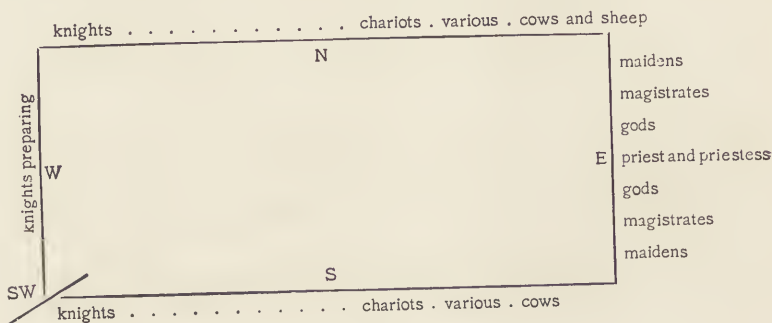 knights . . . . . . . . . . . . chariots . various . cows and sheep
N
maidens
magistrates
gods
knights preparing
W
E priest and priestess
gods
magistrates
maidens
SW
S
knights . . . . . . . . . . . . chariots . various . cows